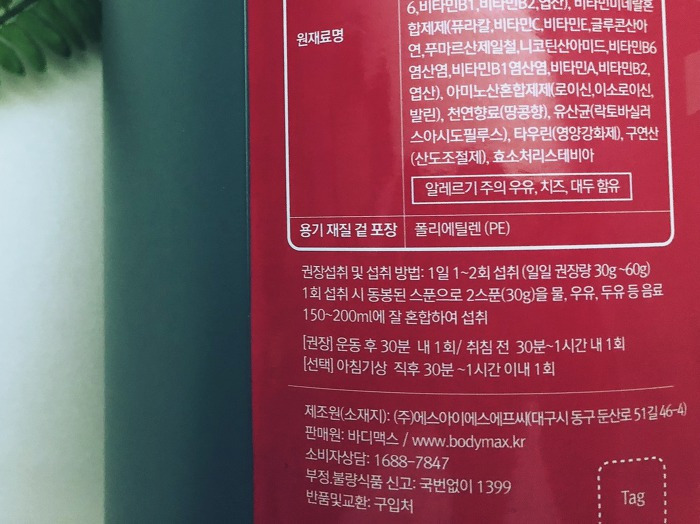 6,비타민B1,비타민B2,엽산), 비타민미네랄혼
원재료명
합제제(퓨라칼,비타민C,비타민E,글루콘산아
연,푸마르산제일철,니코틴산아미드,비타민B6
염산염,비타민B1염산염,비타민A,비타민B2,
엽산), 아미노산혼합제제(로이신,이소로이신,
발린), 천연향료(땅콩향), 유산균(락토바실러
스아시도필루스), 타우린(영양강화제), 구연산
(산도조절제), 효소처리스테비아
알레르기 주의 우유, 치즈, 대두 함유
용기 재질 겉 포장 폴리에틸렌 (PE)
권장섭취 및 섭취 방법: 1일 1~2회 섭취 (일일 권장량 30g~60g)
1회 섭취 시 동봉된 스푼으로 2스푼(30g)을 물, 우유, 두유 등 음료
150~200ml에 잘 혼합하여 섭취
[권장] 운동 후 30분 내 1회/ 취침 전 30분~1시간 내 1회
[선택] 아침기상 직후 30분 ~1시간 이내 1회
제조원(소재지): (주)에스아이에스에프씨(대구시 동구 둔산로 51길 46-4)
판매원: 바디맥스 / www.bodymax.kr
소비자상담: 1688-7847
부정,불량식품 신고: 국번없이 1399
반품및교환: 구입처
Tag